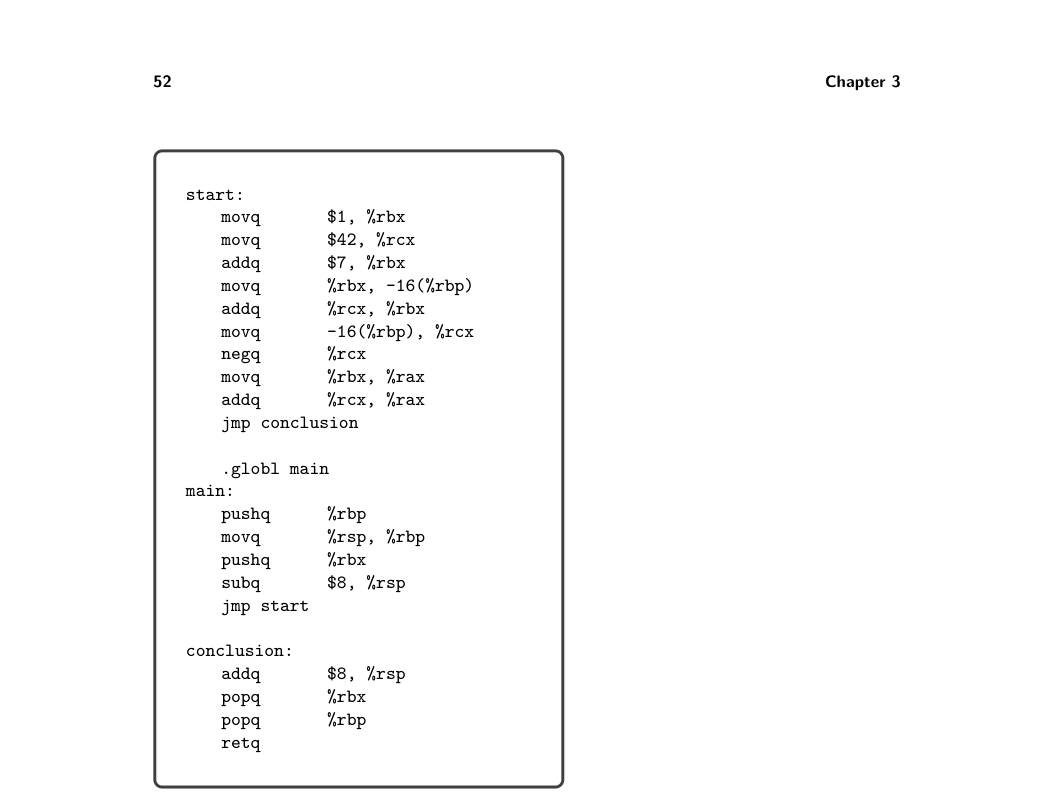 52 Chapter 3
start:
movq $1, %rbx
movq $42, %rcx
addq $7, %rbx
movq %rbx, -16(%rbp)
addq %rcx, %rbx
movq -16(%rbp), %rcx
negq %rcx
movq %rbx, %rax
addq %rcx, %rax
jmp conclusion
.globl main
main:
pushq %rbp
movq %rsp, %rbp
pushq %rbx
subq $8, %rsp
jmp start
conclusion:
addq $8, %rsp
popq %rbx
popq %rbp
retq